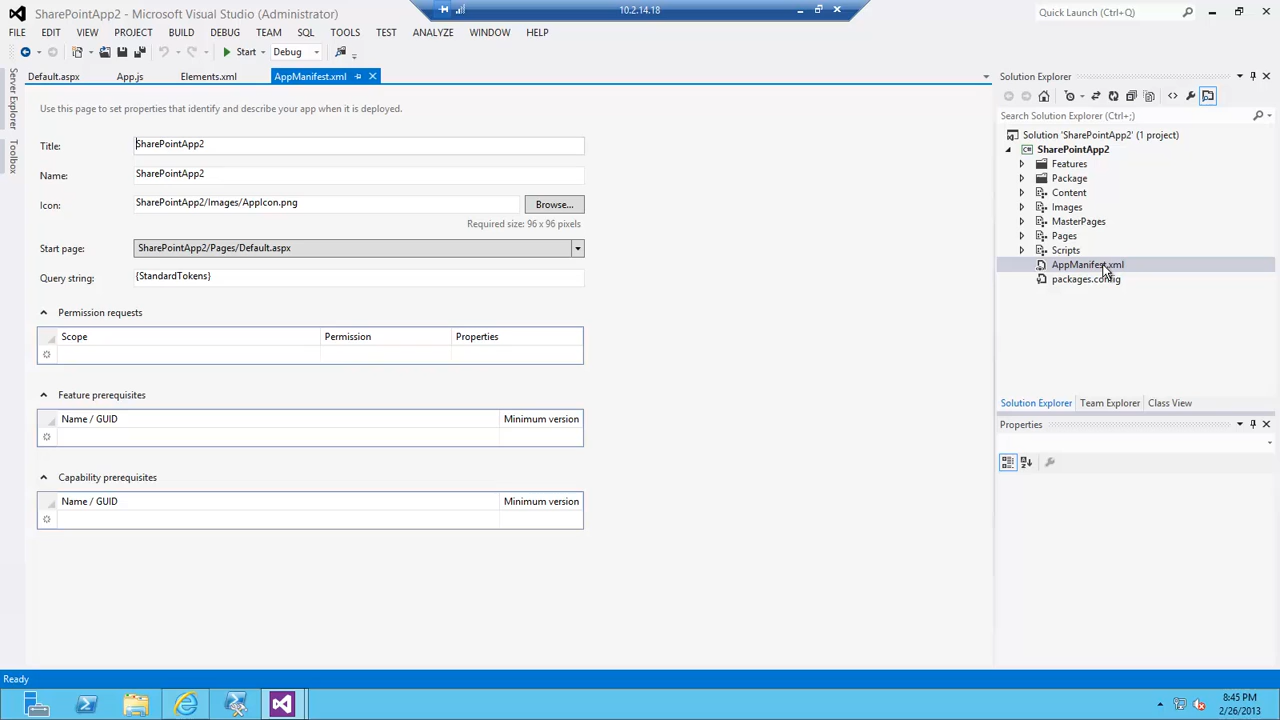 SharePointApp2 - Microsoft Visual Studio (Administrator)
10.2.14.18
Quick Launch (Ctrl+Q)
FILE EDIT VIEW PROJECT BUILD DEBUG TEAM SQL TOOLS TEST ANALYZE WINDOW HELP
Start Debug
Server Explorer
Toolbox
Default.aspx App.js Elements.xml AppManifest.xml
Use this page to set properties that identify and describe your app when it is deployed.
Title: SharePointApp2
Name: SharePointApp2
Icon: SharePointApp2/Images/AppIcon.png Browse...
Required size: 96 x 96 pixels
Start page: SharePointApp2/Pages/Default.aspx
Query string: {StandardTokens}
Permission requests
Scope Permission Properties
Feature prerequisites
Name / GUID Minimum version
Capability prerequisites
Name / GUID Minimum version
Solution Explorer
Search Solution Explorer (Ctrl+;)
Solution 'SharePointApp2' (1 project)
SharePointApp2
Features
Package
Content
Images
MasterPages
Pages
Scripts
AppManifest.xml
packages.config
Solution Explorer Team Explorer Class View
Properties
Ready
8:45 PM
2/26/2013